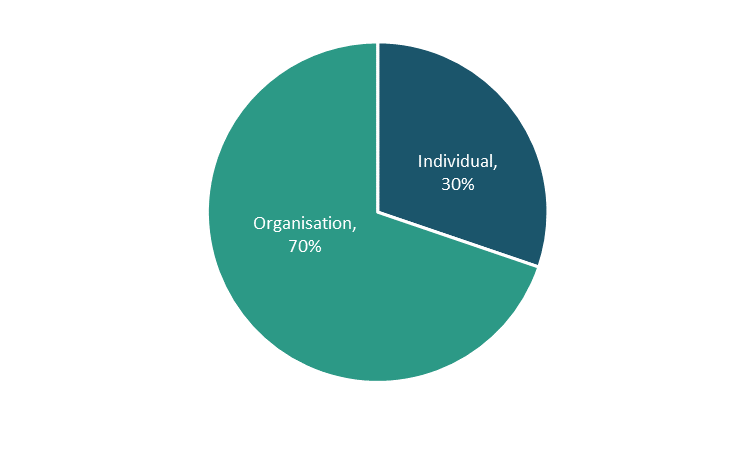 Individual,
30%
Organisation,
70%